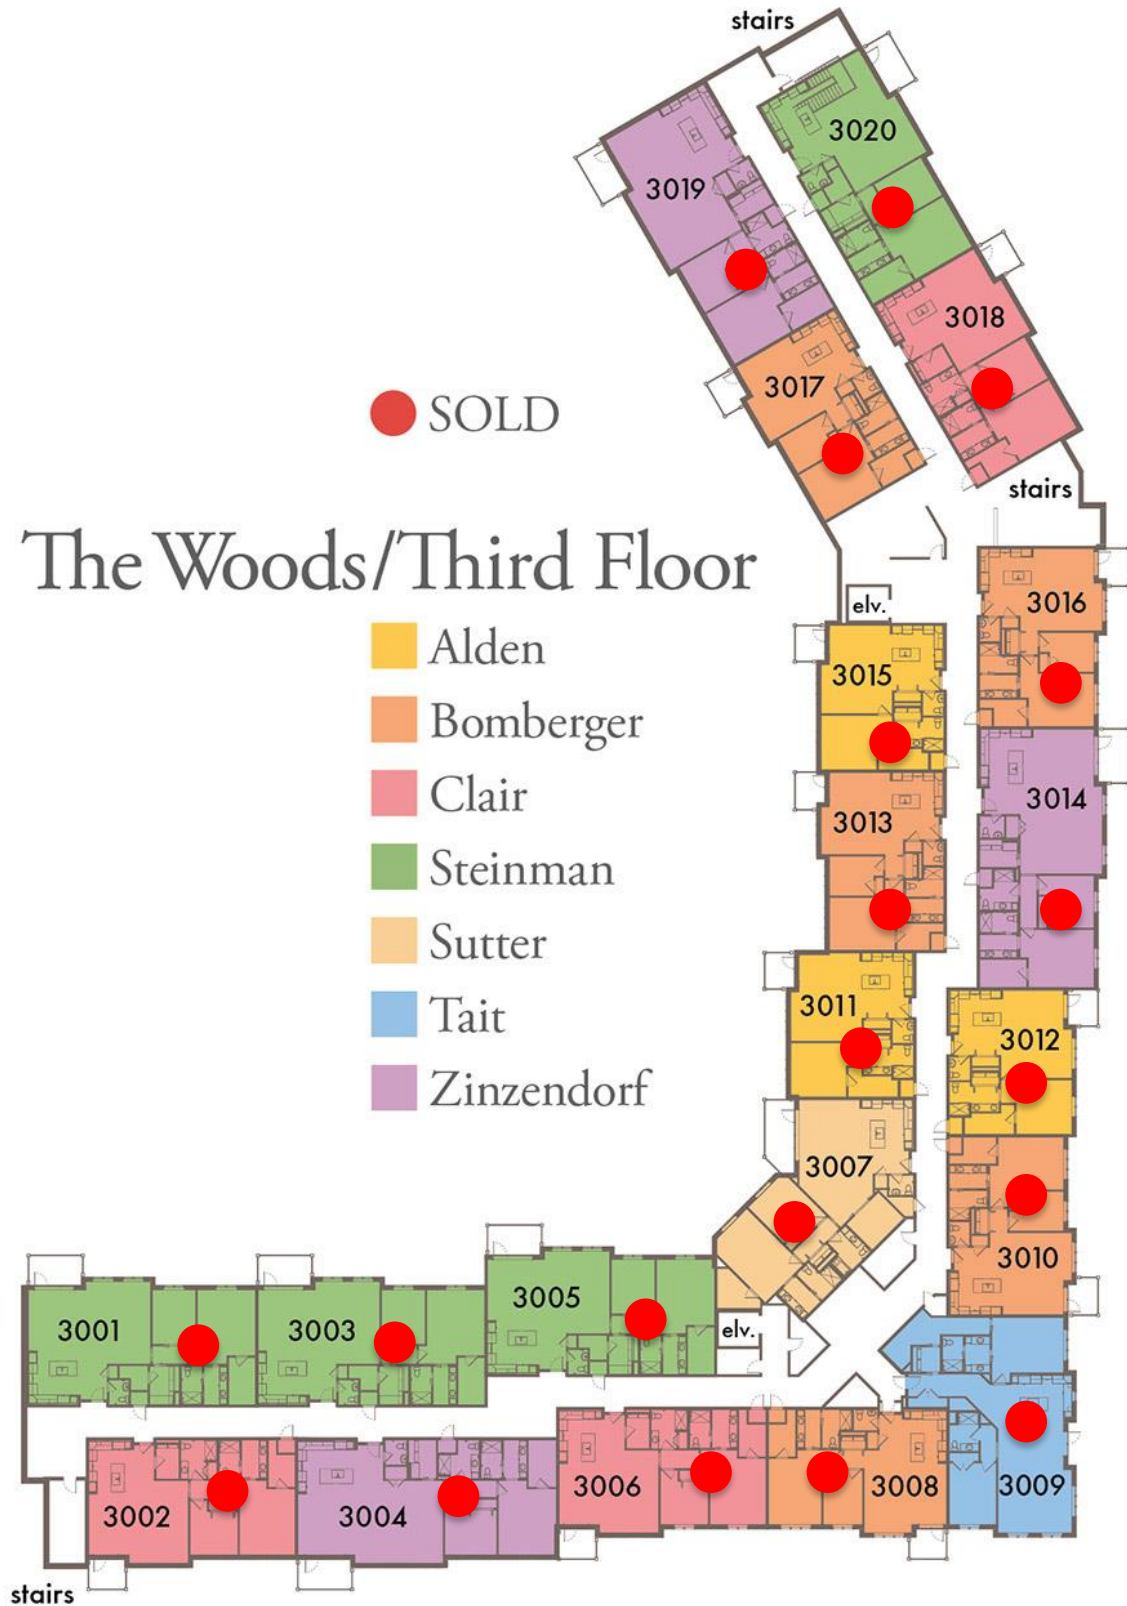 stairs
3020
3019
3018
3017
SOLD
stairs
The Woods/Third Floor
3016
elv.
Alden
3015
Bomberger
Clair
3014
3013
Steinman
Sutter
3011
Tait
3012
Zinzendorf
3007
3010
3005
3001
3003
elv.
3006
3008
3009
3002
3004
stairs